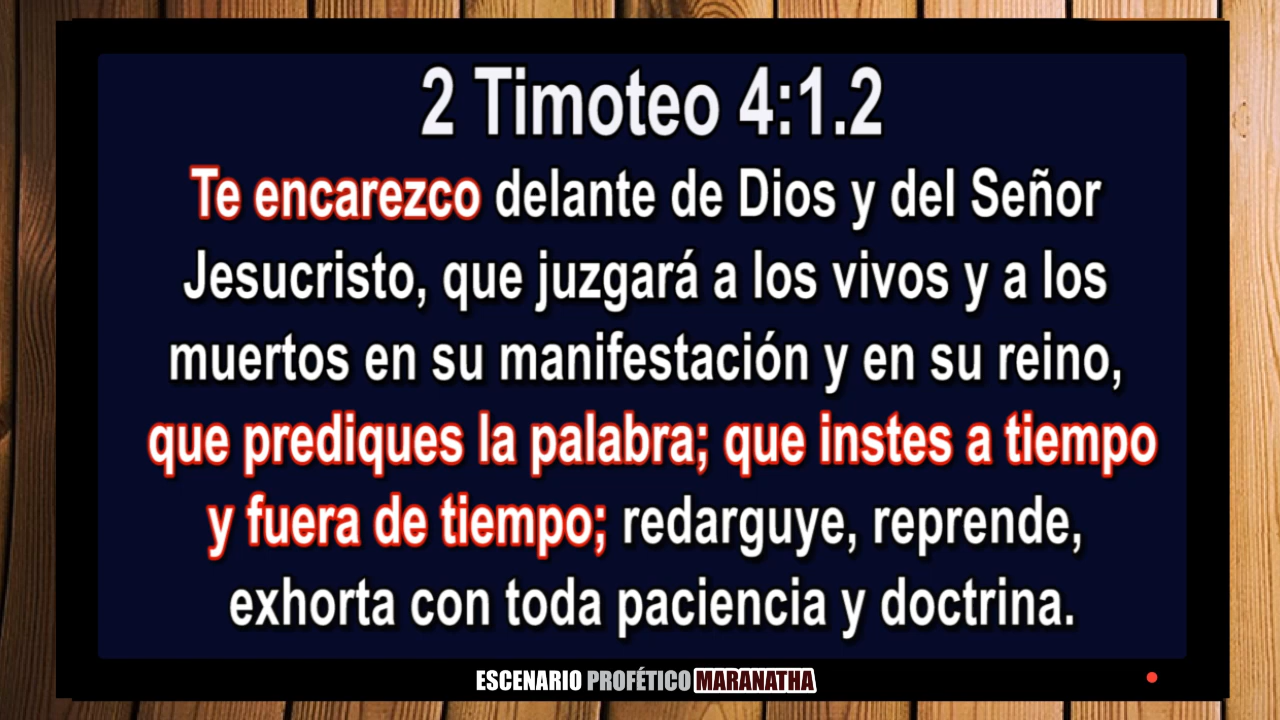 2 Timoteo 4:1.2
Te encarezco delante de Dios y del Señor
Jesucristo, que juzgará a los vivos y a los
muertos en su manifestación y en su reino,
que prediques la palabra; que instes a tiempo
y fuera de tiempo; redarguye, reprende,
exhorta con toda paciencia y doctrina.
ESCENARIO PROFÉTICO MARANATHA